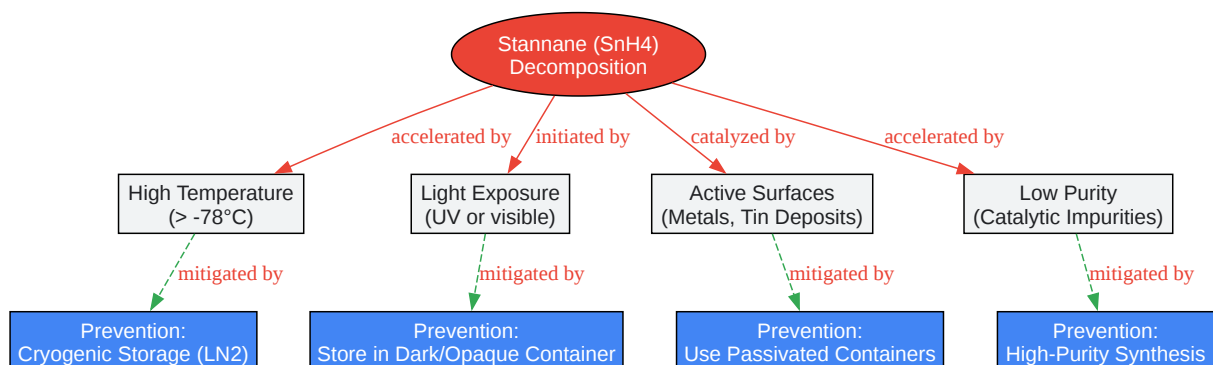 Stannane (SnH4)
Decomposition
accelerated by
initiated by
catalyzed by
accelerated by
High Temperature
(> -78°C)
Light Exposure
(UV or visible)
Active Surfaces
(Metals, Tin Deposits)
Low Purity
(Catalytic Impurities)
mitigated by
mitigated by
mitigated by
mitigated by
Prevention:
Cryogenic Storage (LN2)
Prevention:
Store in Dark/Opaque Container
Prevention:
Use Passivated Containers
Prevention:
High-Purity Synthesis